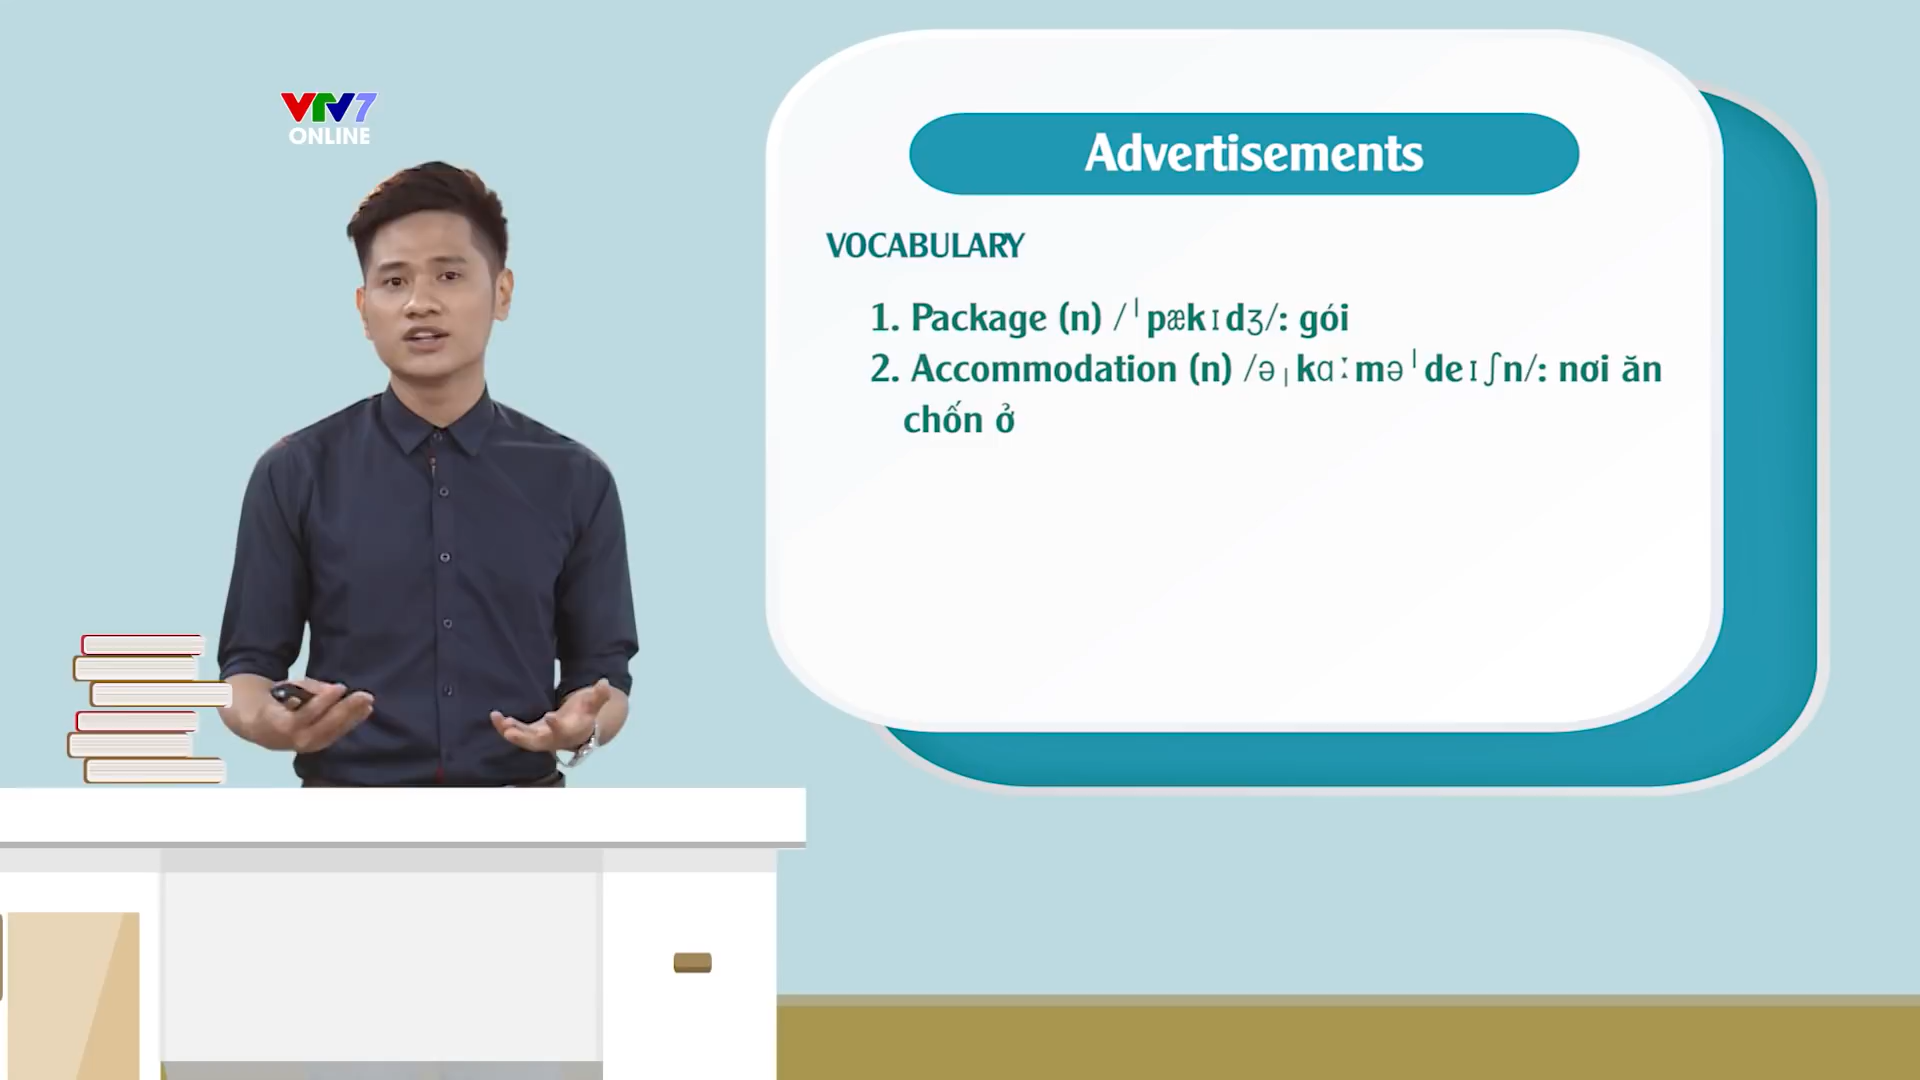 VTV7
ONLINE
Advertisements
VOCABULARY
1. Package (n) /ˈpækɪdʒ/: gói
2. Accommodation (n) /əˌkɑːməˈdeɪʃn/: nơi ăn
chốn ở